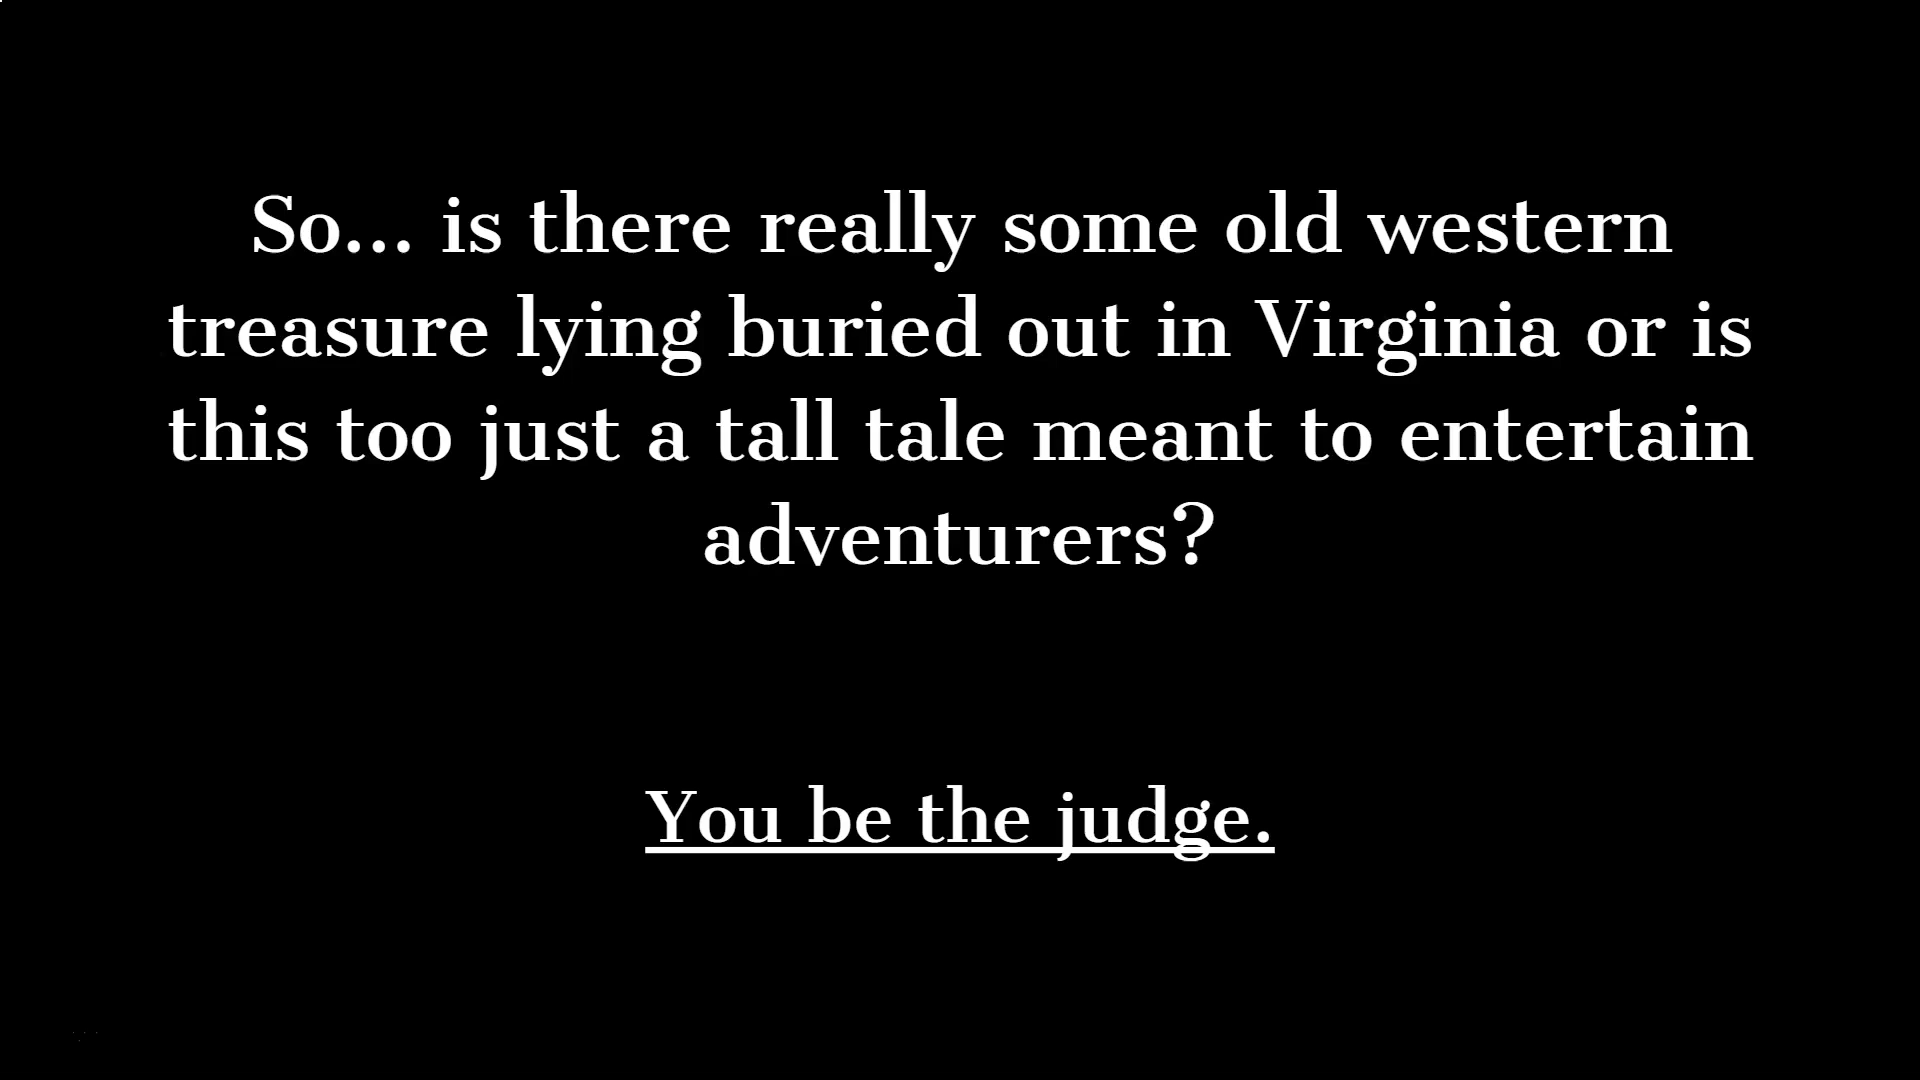 So... is there really some old western
treasure lying buried out in Virginia or is
this too just a tall tale meant to entertain
adventurers?
You be the judge.